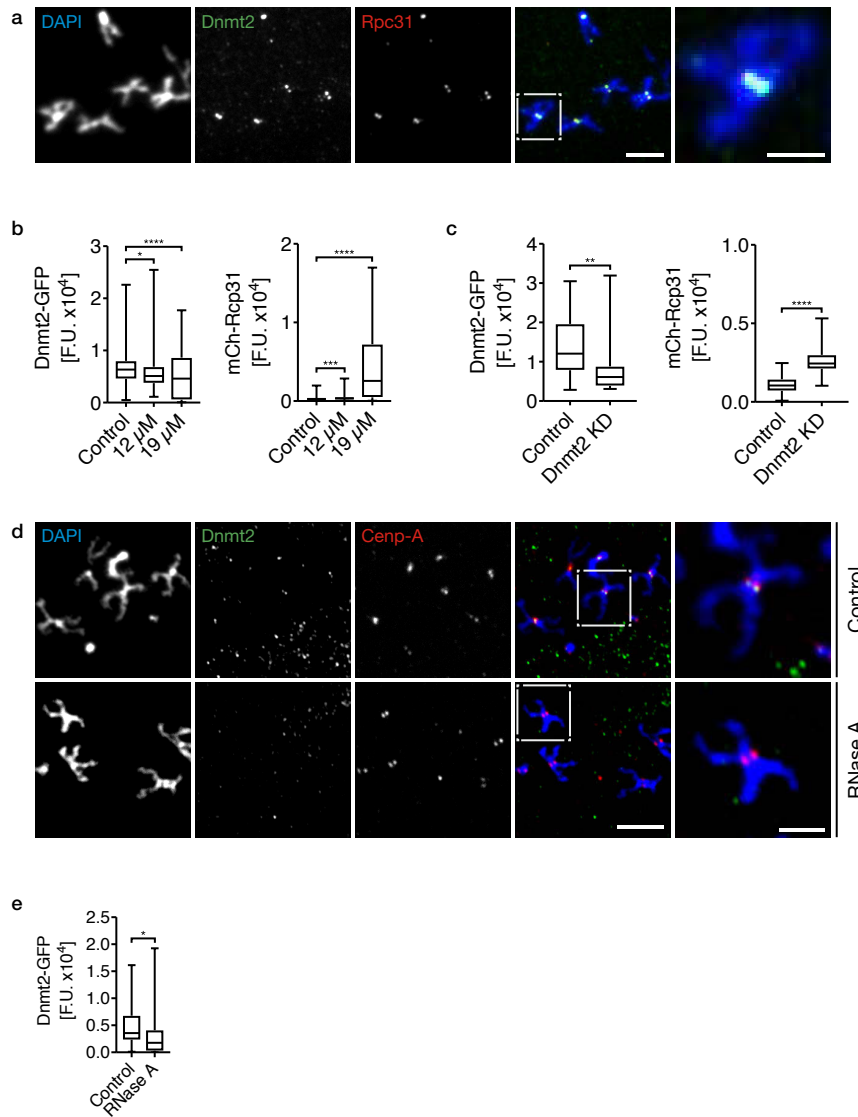 a
DAPI
Dnmt2
Rpc31
b
Dnmt2-GFP
[F.U. x10⁴]
3
2
1
0
****
*
Control
12 µM
19 µM
mCh-Rcp31
[F.U. x10⁴]
2
1
0
****
***
Control
12 µM
19 µM
c
Dnmt2-GFP
[F.U. x10⁴]
4
3
2
1
0
**
Control
Dnmt2 KD
mCh-Rcp31
[F.U. x10⁴]
1.0
0.5
0.0
****
Control
Dnmt2 KD
d
DAPI
Dnmt2
Cenp-A
Control
RNase A
e
Dnmt2-GFP
[F.U. x10⁴]
2.5
2.0
1.5
1.0
0.5
0.0
*
Control
RNase A